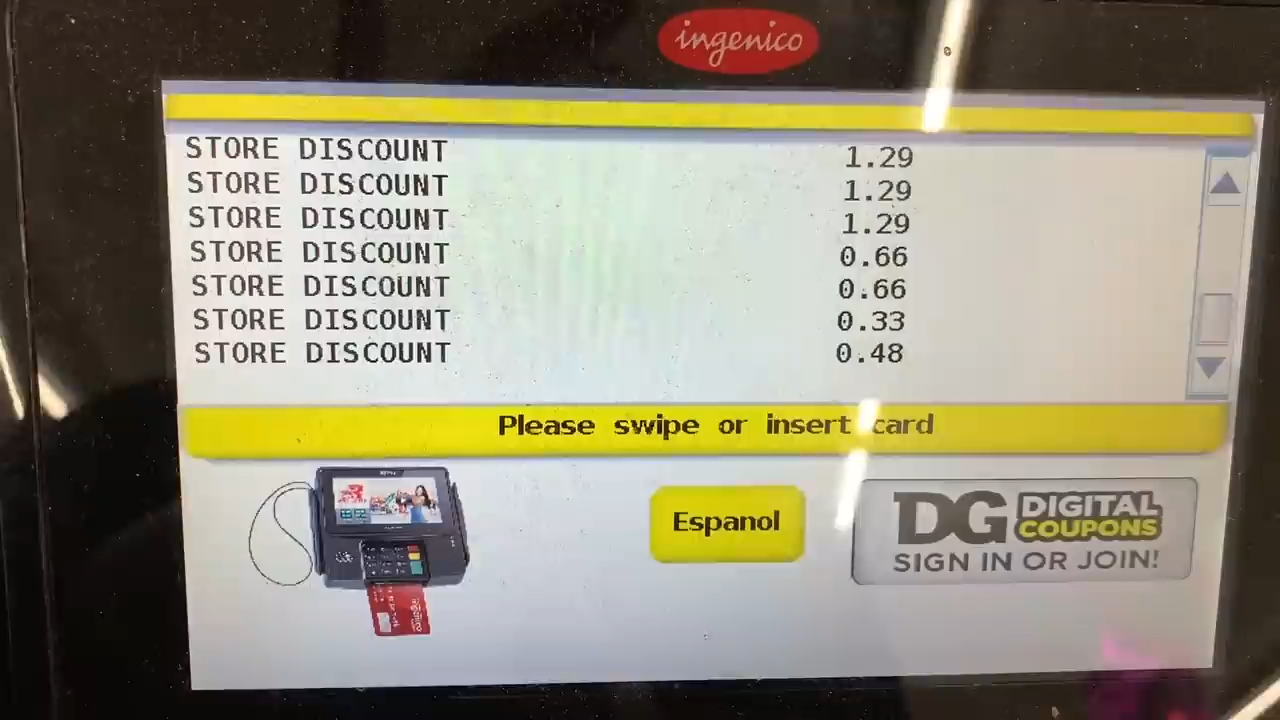 ingenico
STORE DISCOUNT 1.29
STORE DISCOUNT 1.29
STORE DISCOUNT 1.29
STORE DISCOUNT 0.66
STORE DISCOUNT 0.66
STORE DISCOUNT 0.33
STORE DISCOUNT 0.48
Please swipe or insert card
Espanol
DG DIGITAL
COUPONS
SIGN IN OR JOIN!